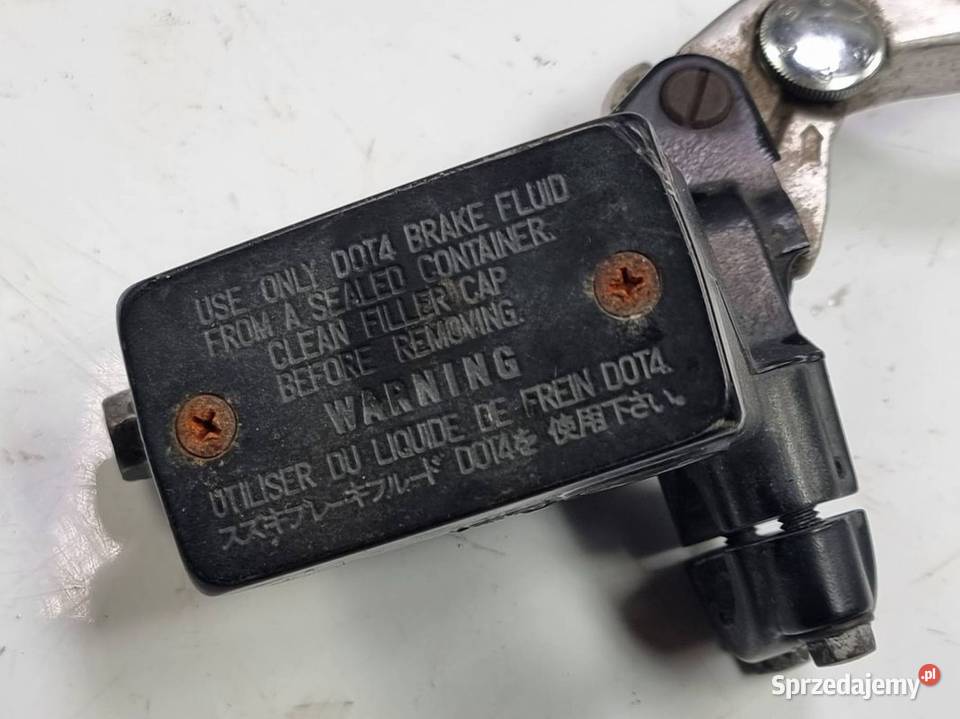 USE ONLY DOT4 BRAKE FLUID
FROM A SEALED CONTAINER.
CLEAN FILLER CAP
BEFORE REMOVING.
WARNING
UTILISER DU LIQUIDE DE FREIN DOT4.
スズキブレーキフルード DOT4を 使用下さい。
Sprzedajemy.pl